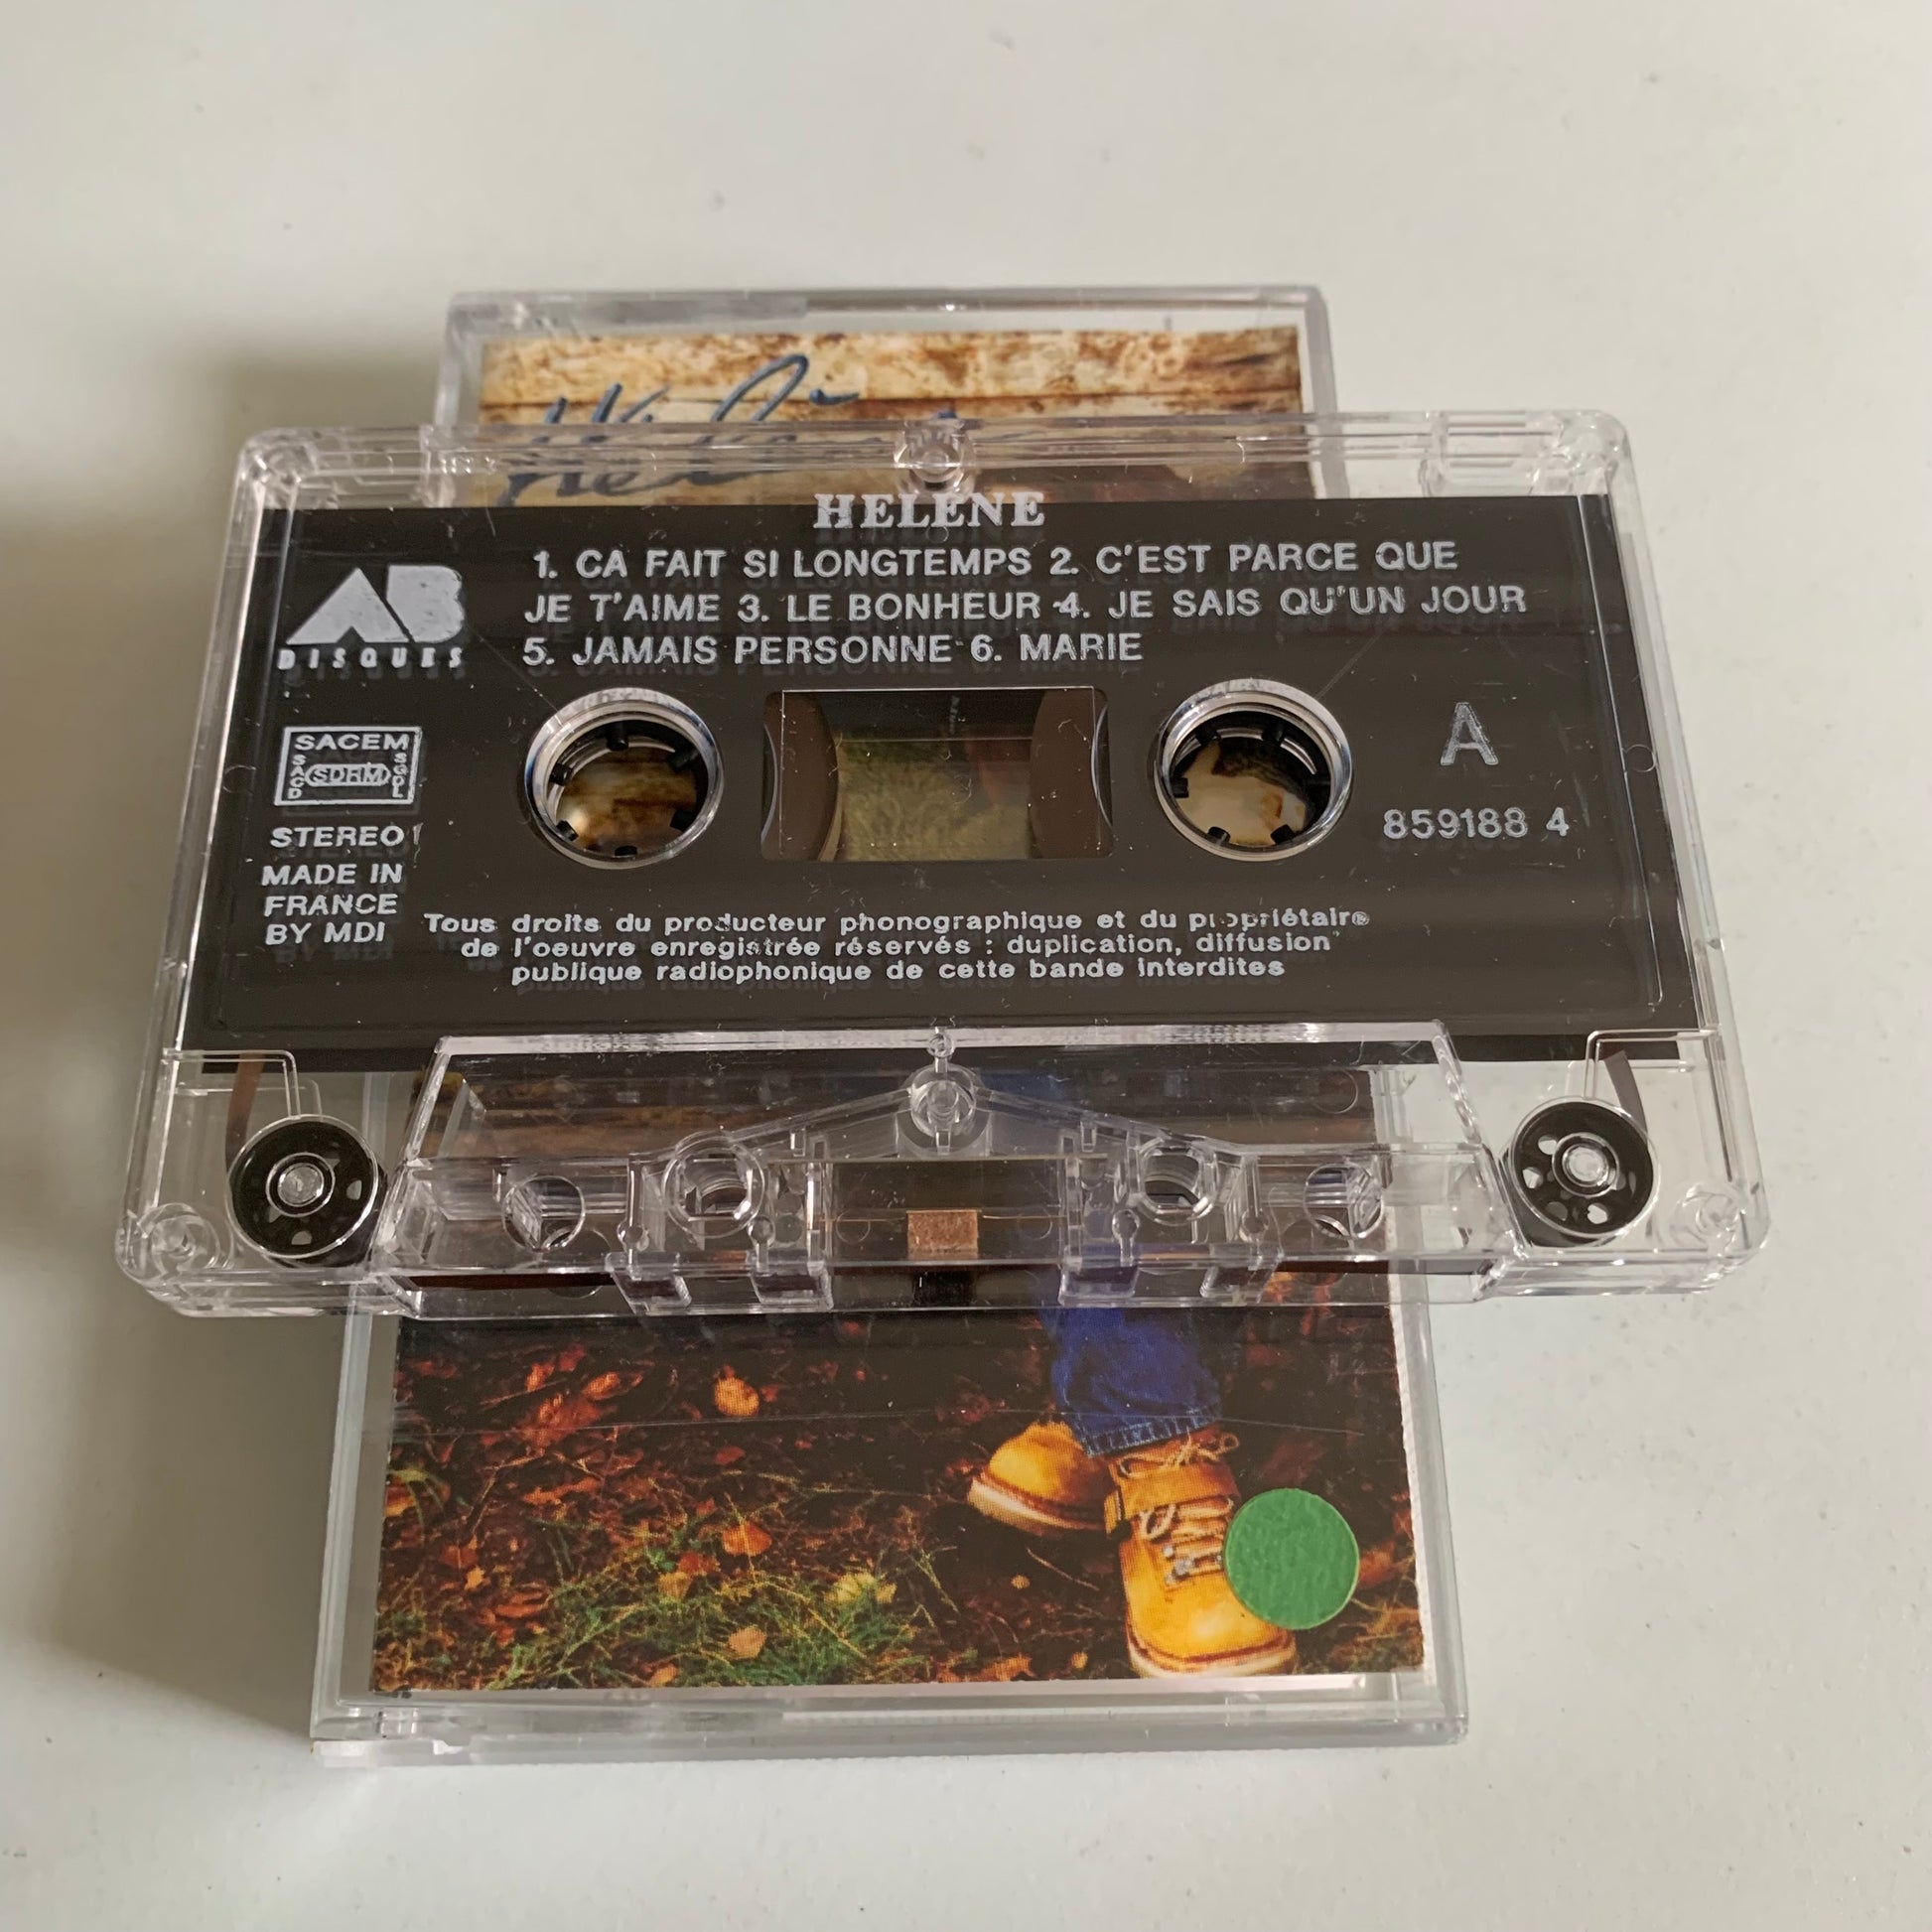 HELENE
1. CA FAIT SI LONGTEMPS 2. C'EST PARCE QUE
JE T'AIME 3. LE BONHEUR 4. JE SAIS QU'UN JOUR
5. JAMAIS PERSONNE 6. MARIE
AB
DISQUES
SACEM
SACD SDRM SGDL
STEREO
MADE IN
FRANCE
BY MDI
A
859188 4
Tous droits du producteur phonographique et du propriétaire
de l'oeuvre enregistrée réservés : duplication, diffusion
publique radiophonique de cette bande interdites